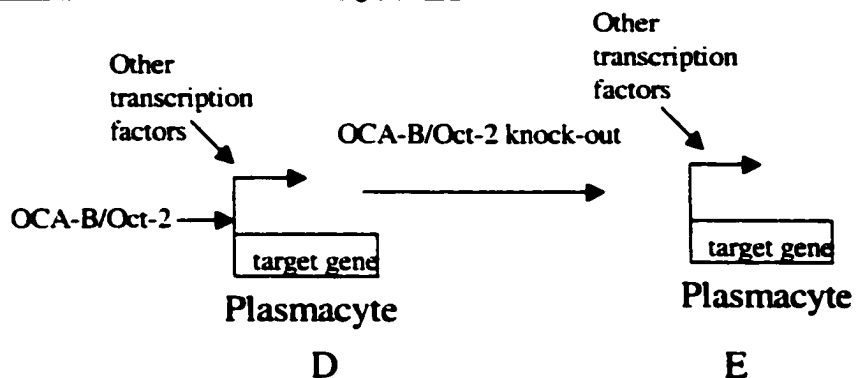 Other
transcription
factors
OCA-B/Oct-2
target gene
Plasmacyte
D
OCA-B/Oct-2 knock-out
Other
transcription
factors
target gene
Plasmacyte
E